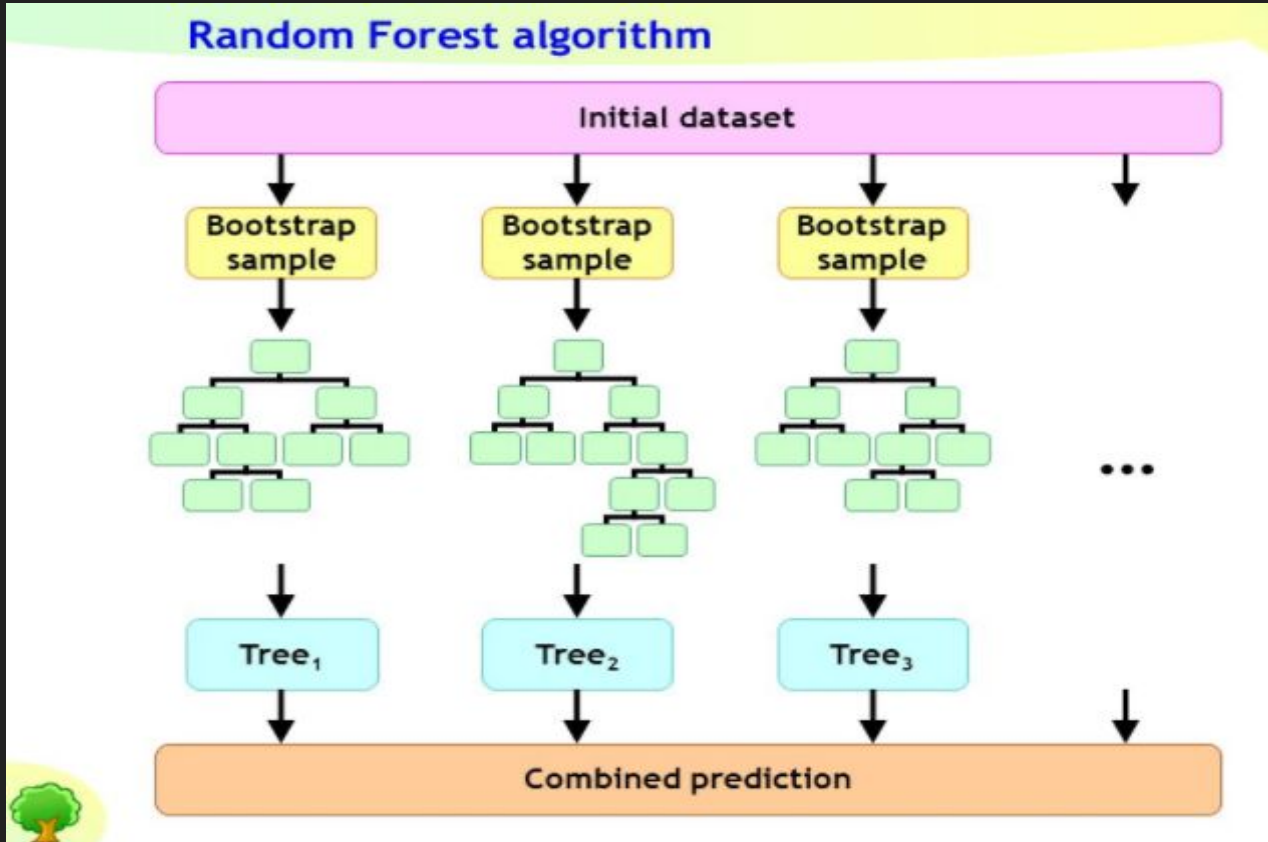 Random Forest algorithm
Initial dataset
Bootstrap
sample
Bootstrap
sample
Bootstrap
sample
...
Tree₁
Tree₂
Tree₃
Combined prediction